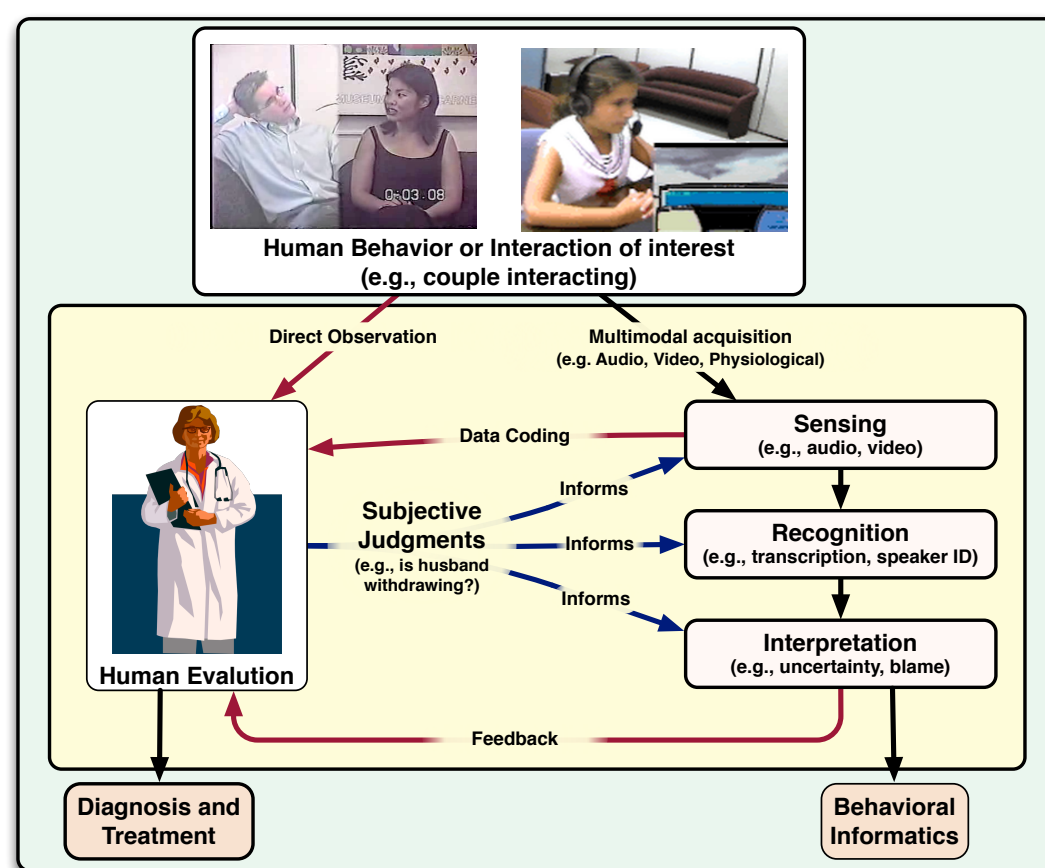 MUSEUM
0:03.08
Human Behavior or Interaction of interest
(e.g., couple interacting)
Direct Observation
Multimodal acquisition
(e.g. Audio, Video, Physiological)
Sensing
(e.g., audio, video)
Data Coding
Informs
Subjective
Judgments
(e.g., is husband
withdrawing?)
Informs
Recognition
(e.g., transcription, speaker ID)
Informs
Interpretation
(e.g., uncertainty, blame)
Human Evalution
Feedback
Diagnosis and
Treatment
Behavioral
Informatics